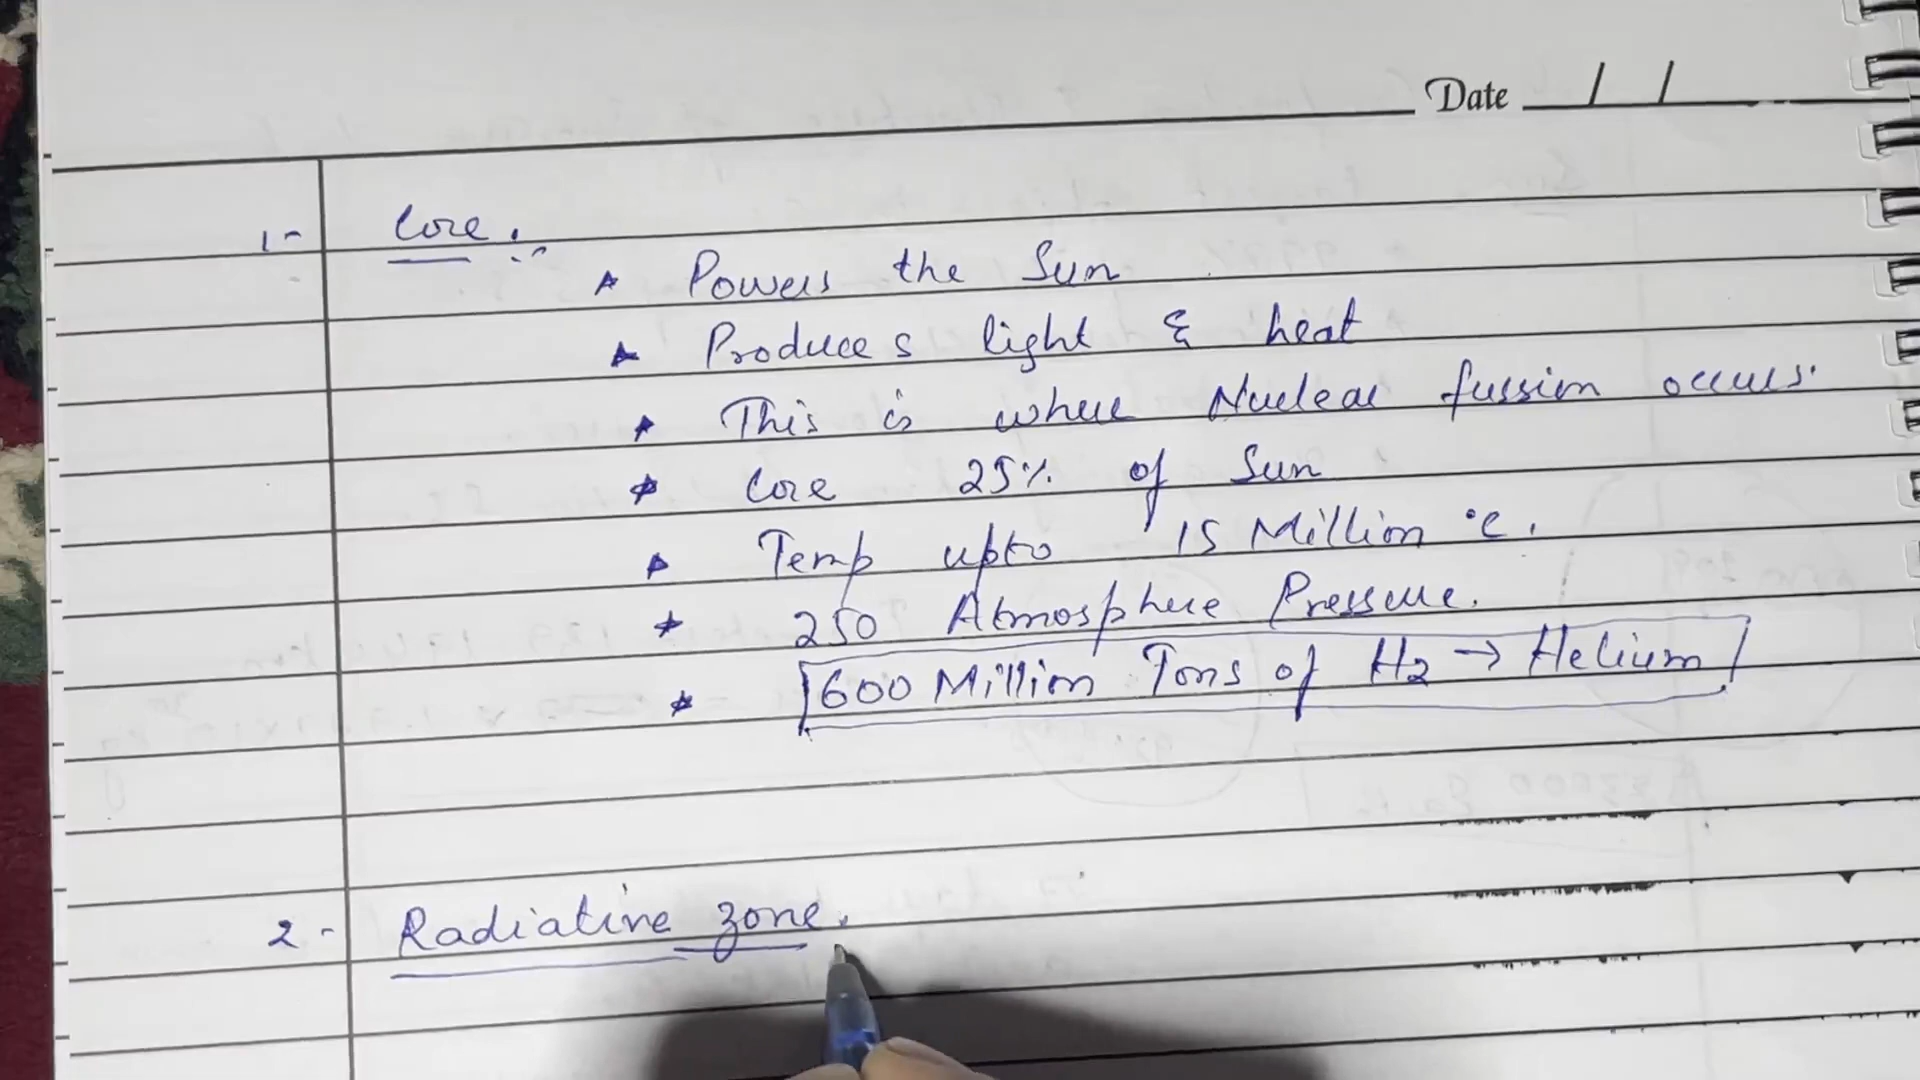 Date / /
1- Core :-
Powers the Sun
Produces light & heat
This is where Nuclear fussion occurs.
Core 25% of Sun
Temp upto 15 Million °C.
250 Atmosphere Pressure.
600 Million Tons of H2 → Helium
2- Radiative zone.